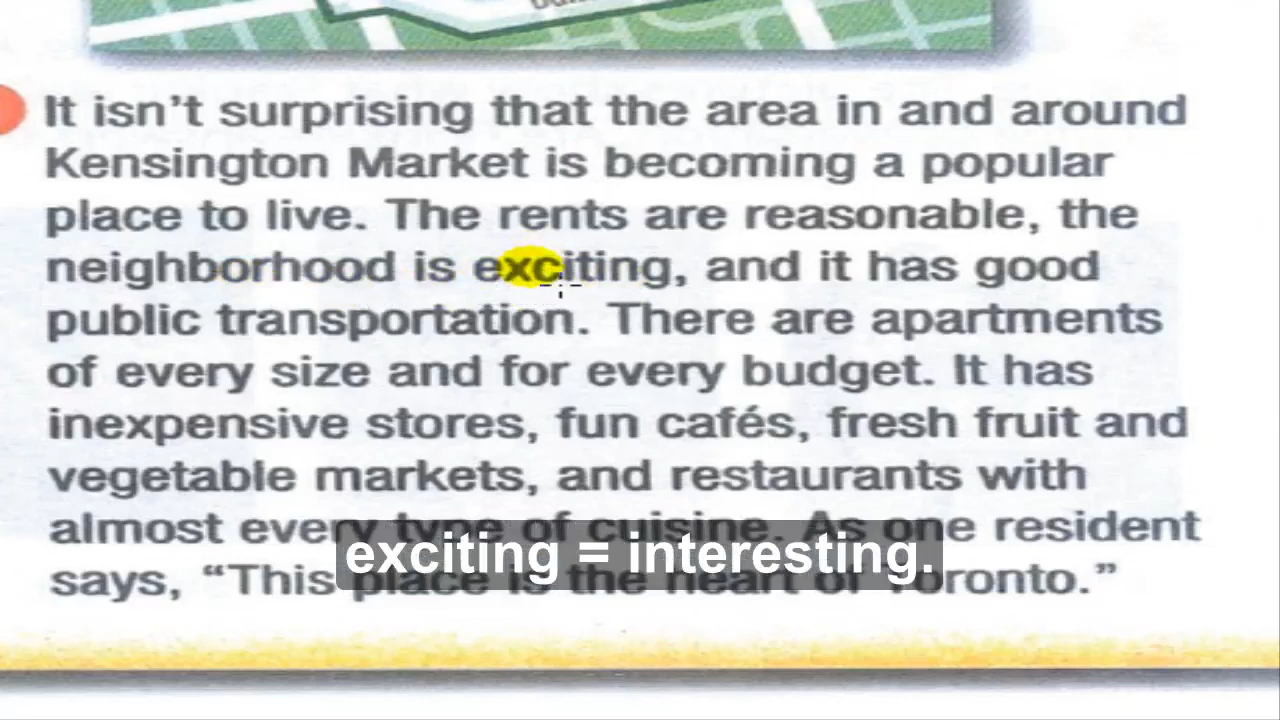 It isn't surprising that the area in and around
Kensington Market is becoming a popular
place to live. The rents are reasonable, the
neighborhood is exciting, and it has good
public transportation. There are apartments
of every size and for every budget. It has
inexpensive stores, fun cafés, fresh fruit and
vegetable markets, and restaurants with
almost every type of cuisine. As one resident
says, “This place is the heart of Toronto.”
exciting = interesting.